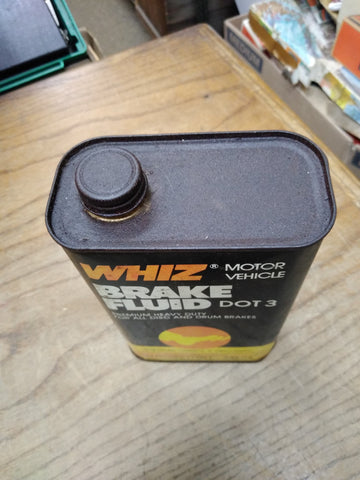 WHIZ® MOTOR
VEHICLE
BRAKE
FLUID DOT 3
PREMIUM HEAVY DUTY
FOR ALL DISC AND DRUM BRAKES